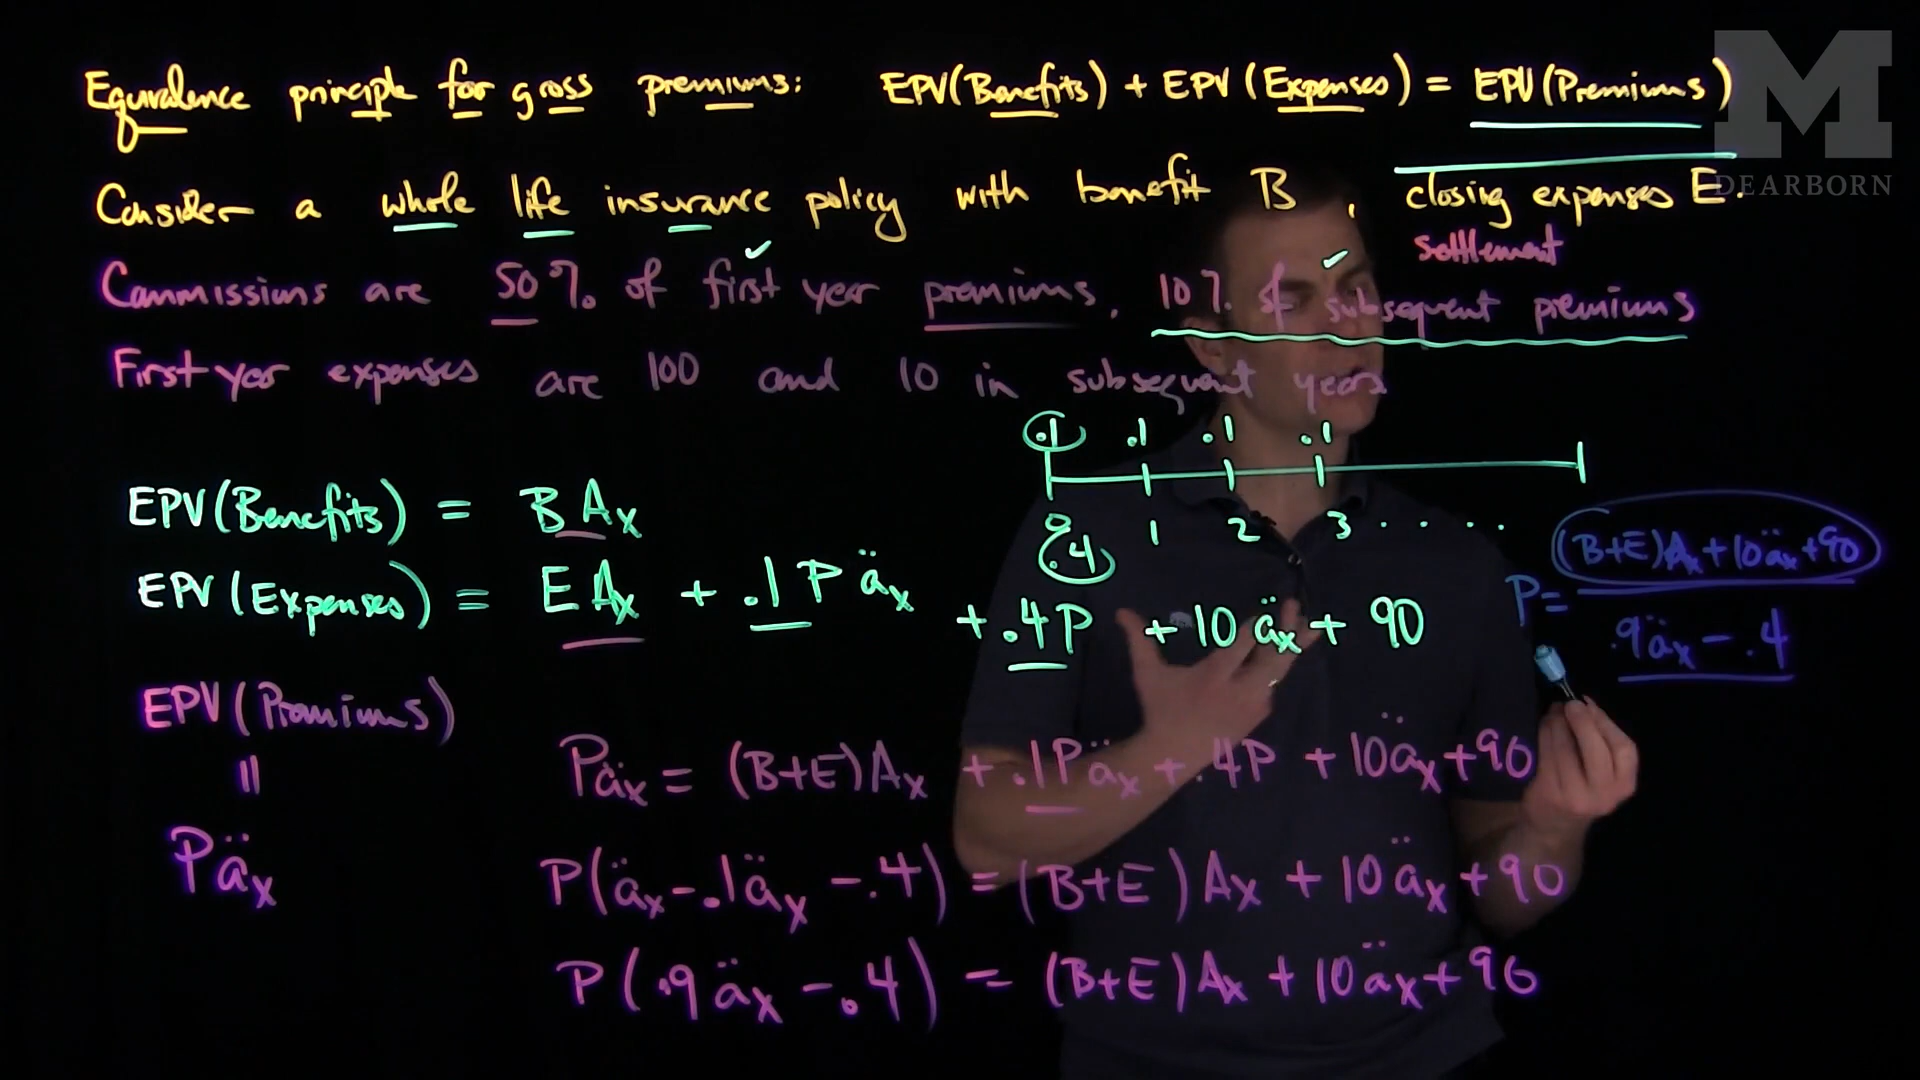 Equivalence principle for gross premiums: EPV(Benefits) + EPV(Expenses) = EPV(Premiums)
M
DEARBORN
Consider a whole life insurance policy with benefit B, closing expenses E.
settlement
Commissions are 50% of first year premiums, 10% of subsequent premiums
First year expenses are 100 and 10 in subsequent years
.1 .1 .1 .1
0 1 2 3 . . . .
.4
EPV(Benefits) = B Aₓ
EPV(Expenses) = E Aₓ + .1 P äₓ + .4P + 10 äₓ + 90
P = ((B+E)Aₓ + 10äₓ + 90) / (.9äₓ - .4)
EPV(Premiums)
=
P äₓ
Päₓ = (B+E)Aₓ + .1Päₓ + .4P + 10äₓ + 90
P(äₓ - .1äₓ - .4) = (B+E)Aₓ + 10äₓ + 90
P(.9äₓ - .4) = (B+E)Aₓ + 10äₓ + 90